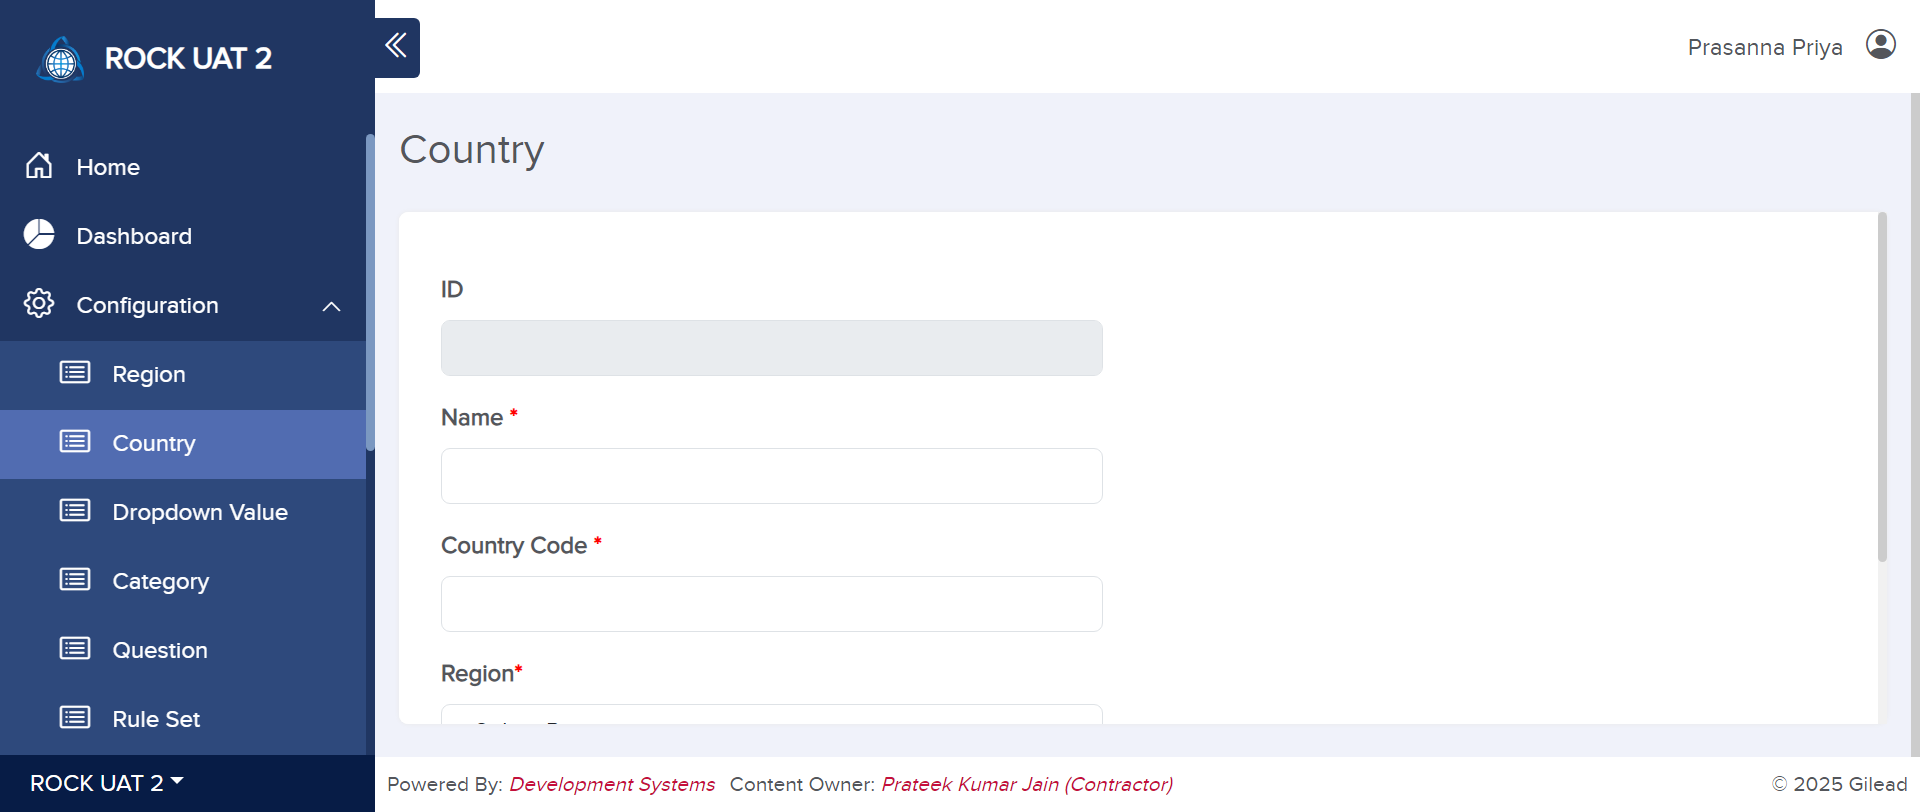 ROCK UAT 2
Prasanna Priya
Home
Dashboard
Configuration
Region
Country
Dropdown Value
Category
Question
Rule Set
ROCK UAT 2
Country
ID
Name *
Country Code *
Region*
Powered By: Development Systems Content Owner: Prateek Kumar Jain (Contractor)
© 2025 Gilead